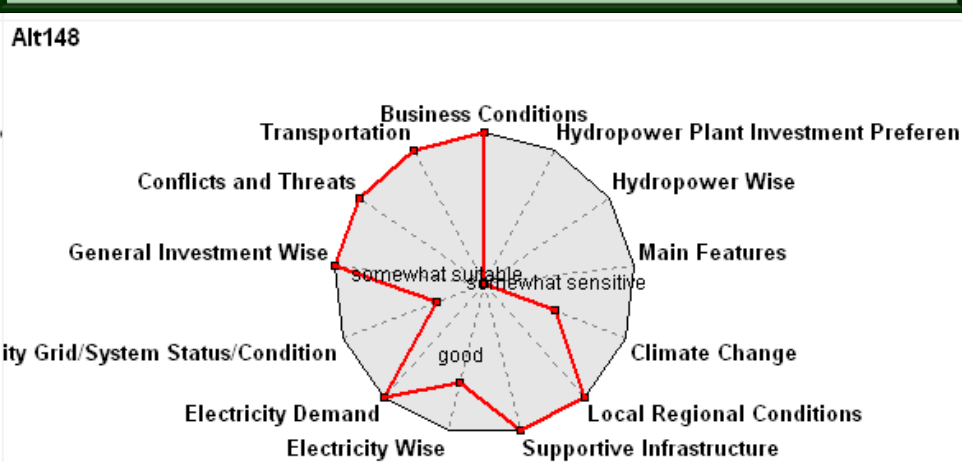 Alt148
Business Conditions
Transportation
Hydropower Plant Investment Preferen
Conflicts and Threats
Hydropower Wise
General Investment Wise
Main Features
somewhat suitable
somewhat sensitive
ity Grid/System Status/Condition
good
Climate Change
Electricity Demand
Local Regional Conditions
Electricity Wise
Supportive Infrastructure